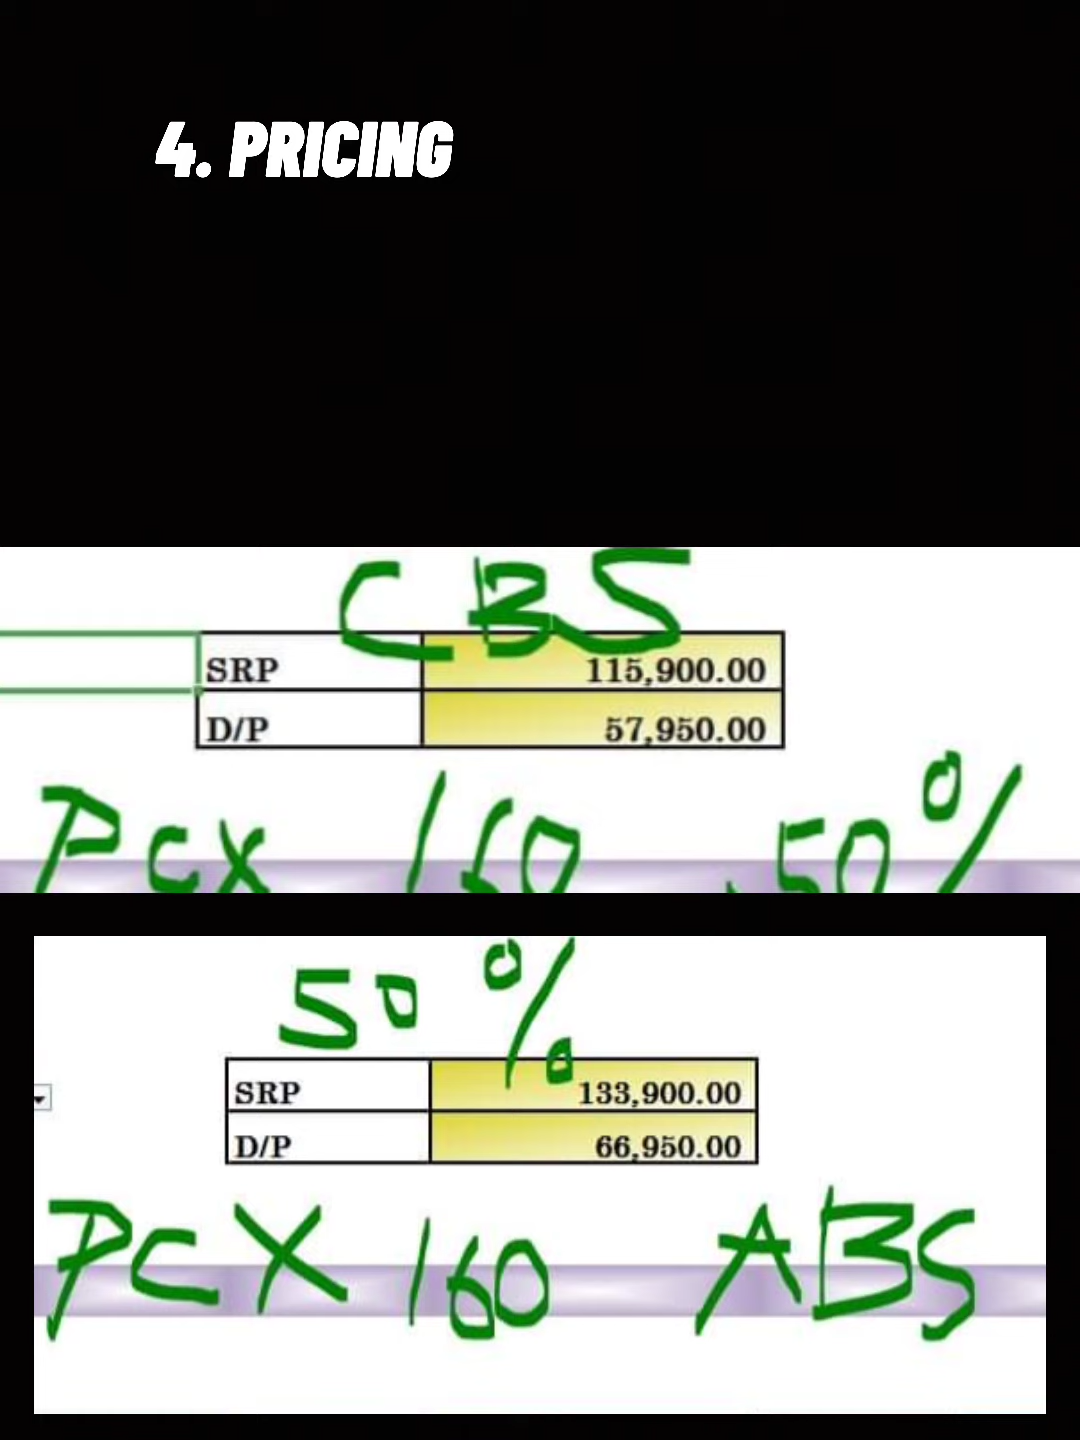 4. PRICING
CBS
SRP 115,900.00
D/P 57,950.00
PCX 160 50%
50%
SRP 133,900.00
D/P 66,950.00
PCX 160 ABS